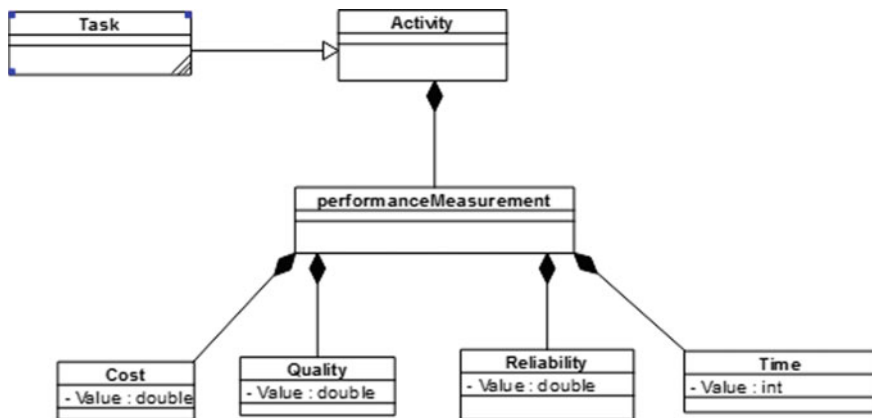 Task
Activity
performanceMeasurement
Cost
- Value : double
Quality
- Value : double
Reliability
- Value : double
Time
- Value : int